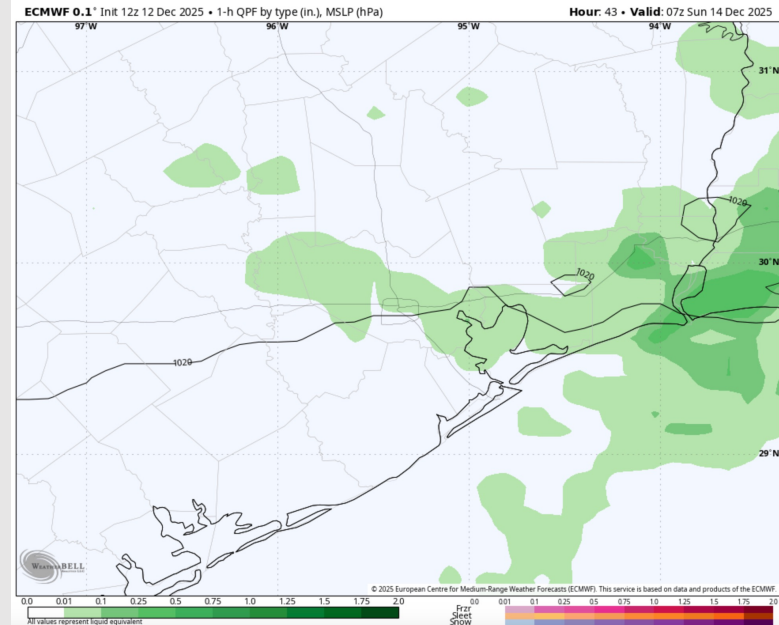 ECMWF 0.1° Init 12z 12 Dec 2025 • 1-h QPF by type (in.), MSLP (hPa)
Hour: 43 • Valid: 07z Sun 14 Dec 2025
97°W 96°W 95°W 94°W
31°N
1020
30°N
1020
1020
29°N
WEATHERBELL
© 2025 European Centre for Medium-Range Weather Forecasts (ECMWF). This service is based on data and products of the ECMWF.
0.0 0.01 0.1 0.25 0.5 0.75 1.0 1.25 1.5 1.75 2.0
0.0 0.01 0.1 0.25 0.5 0.75 1.0 1.25 1.5 1.75 2.0
Frzr
Sleet
Snow
All values represent liquid equivalent